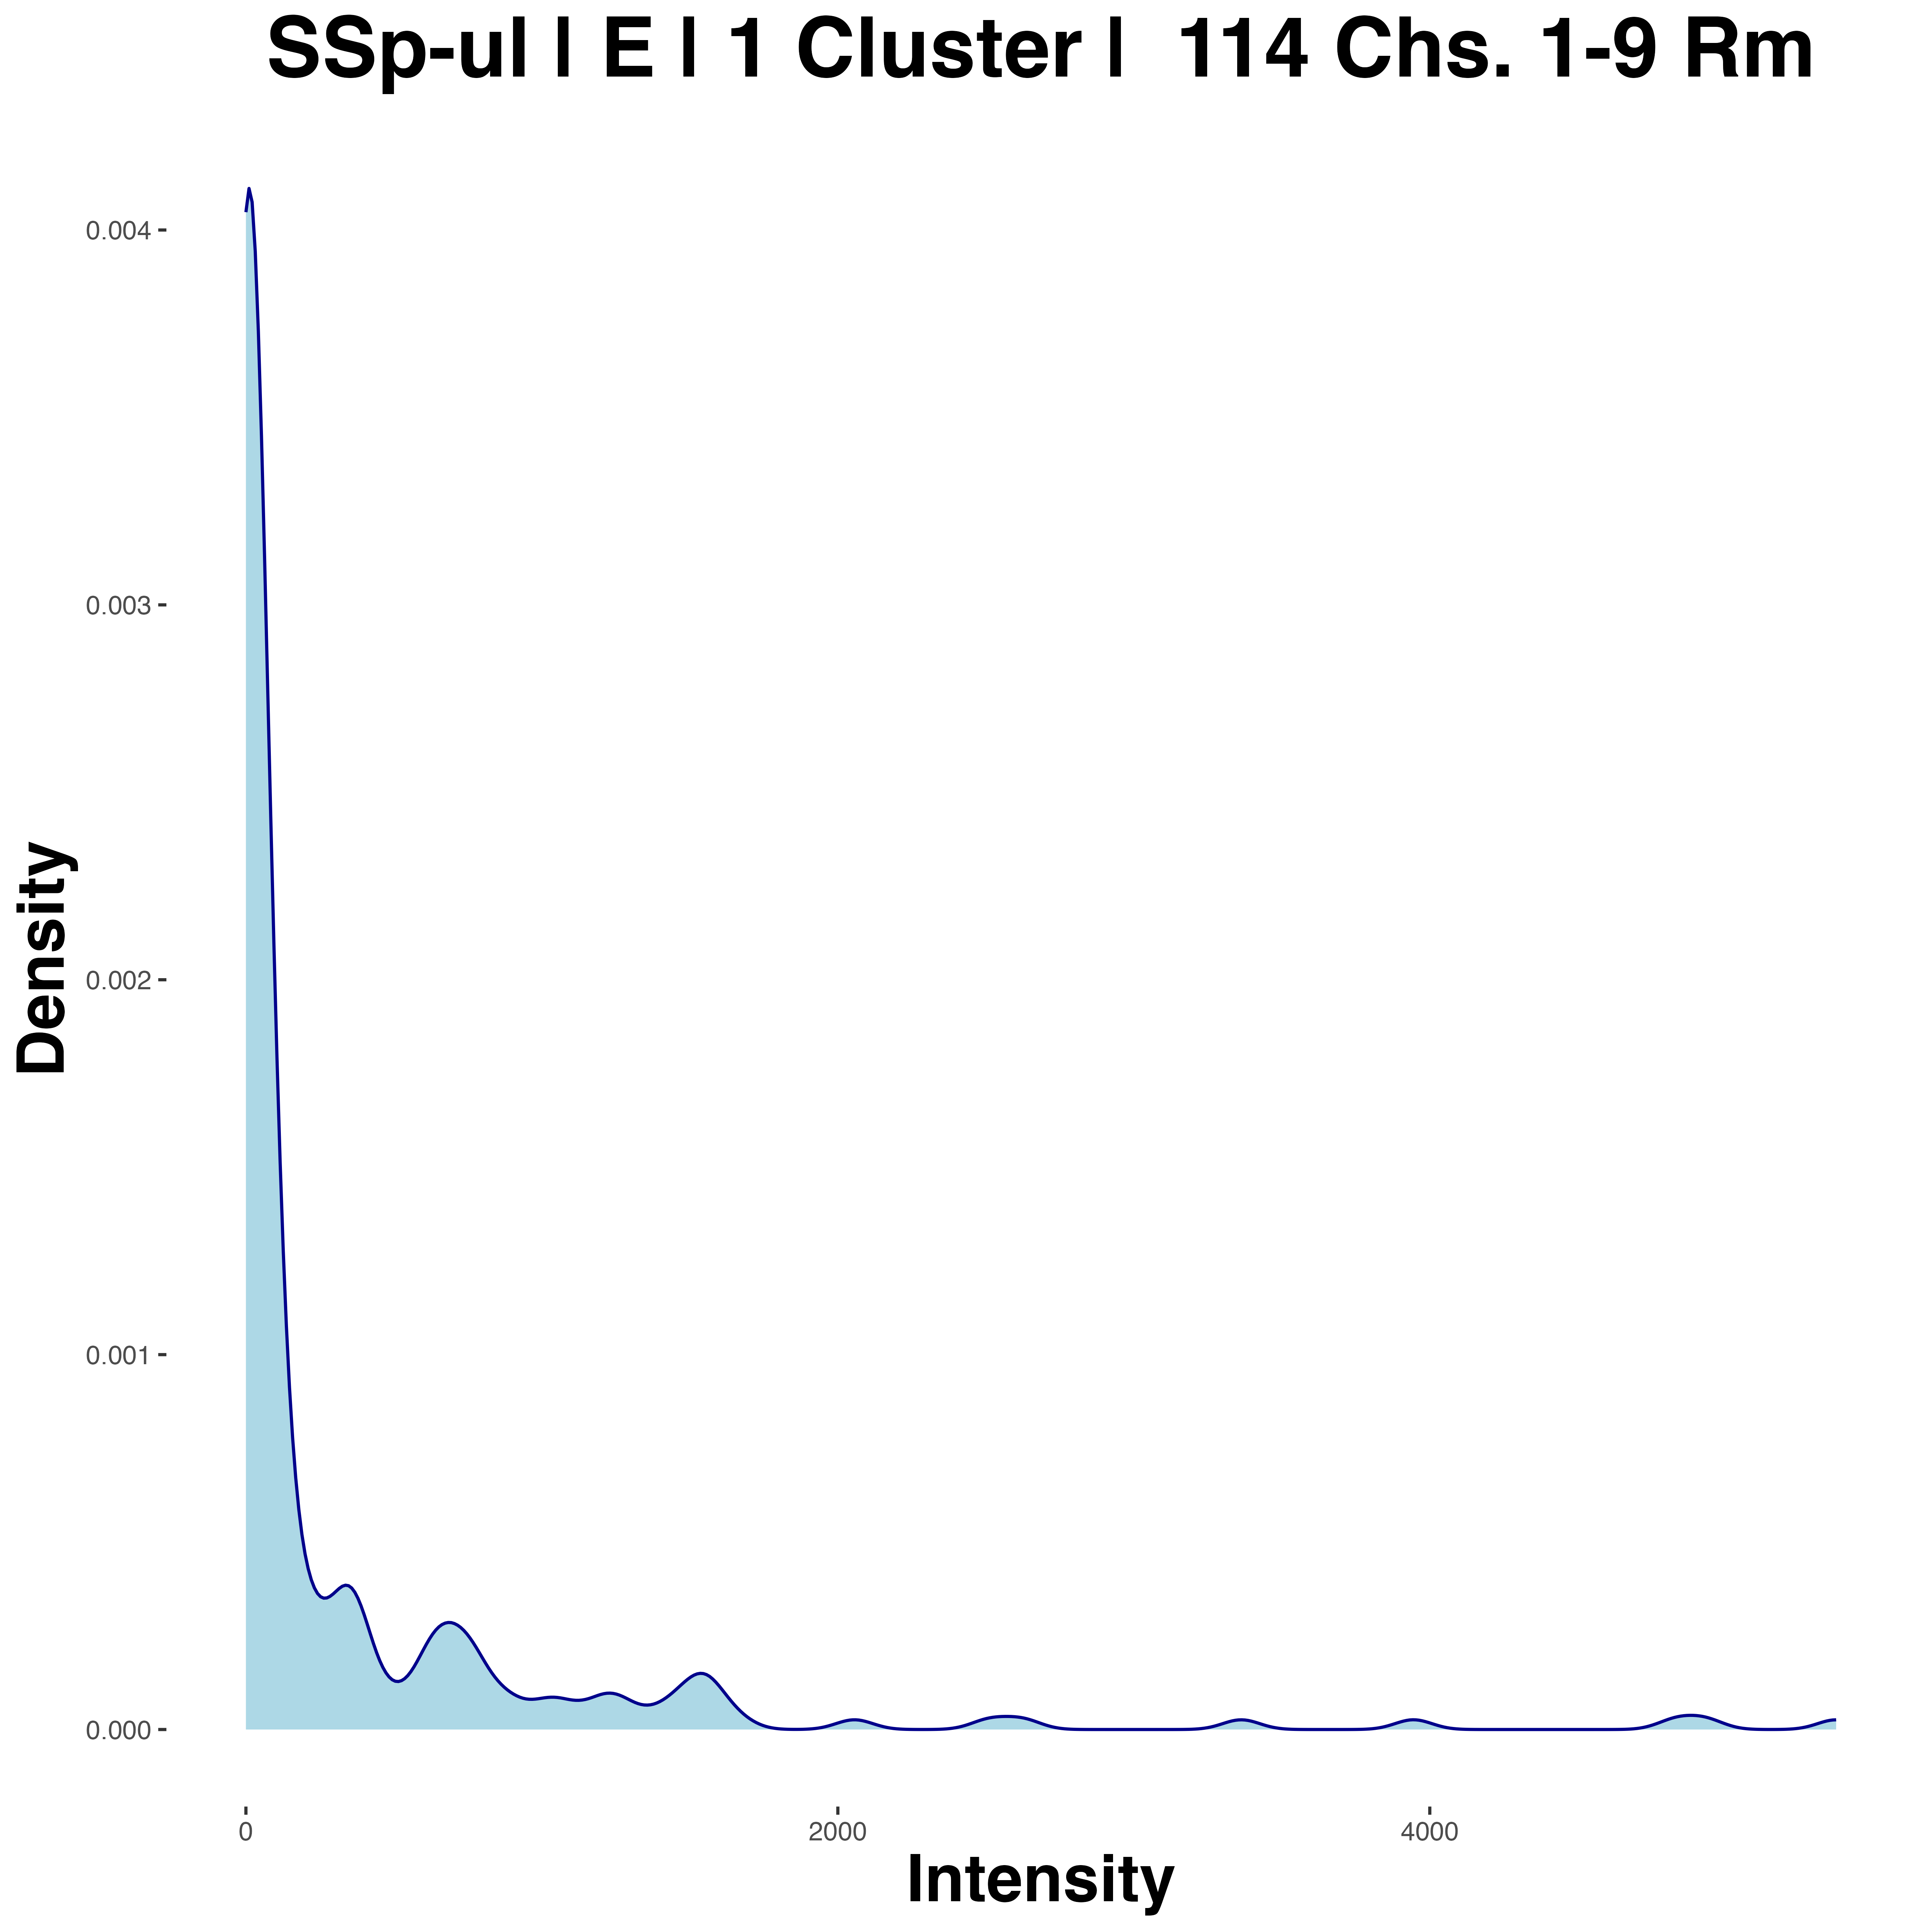 SSp-ul | E | 1 Cluster |  114 Chs. 1-9 Rm
0.004
0.003
0.002
0.001
0.000
Density
0
2000
4000
Intensity